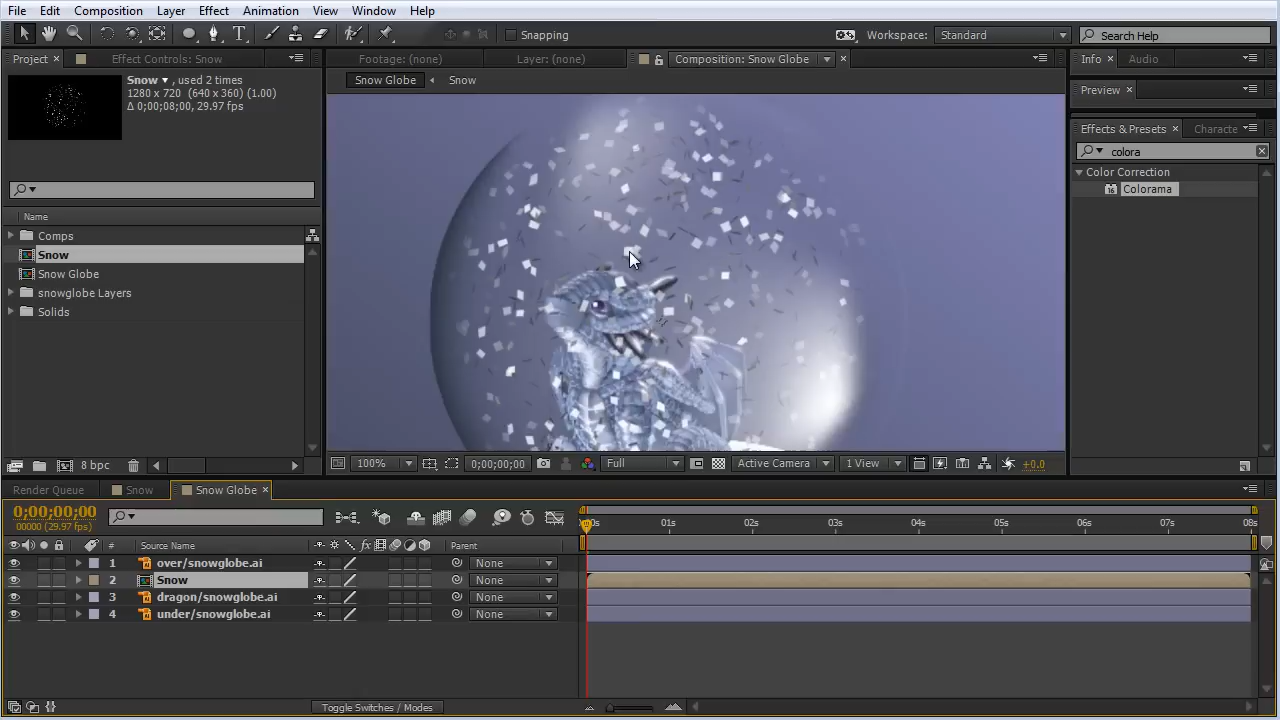 File Edit Composition Layer Effect Animation View Window Help
Snapping Workspace: Standard Search Help
Project × Effect Controls: Snow
Footage: (none) Layer: (none) Composition: Snow Globe ×
Info × Audio
Snow Globe Snow
Snow , used 2 times
1280 x 720 (640 x 360) (1.00)
Δ 0;00;08;00, 29.97 fps
Preview ×
Effects & Presets × Characte
colora
Color Correction
Colorama
Name
Comps
Snow
Snow Globe
snowglobe Layers
Solids
8 bpc
100% 0;00;00;00 Full Active Camera 1 View +0.0
Render Queue Snow Snow Globe ×
0;00;00;00
00000 (29.97 fps)
00s 01s 02s 03s 04s 05s 06s 07s 08s
# Source Name fx Parent
1 over/snowglobe.ai None
2 Snow None
3 dragon/snowglobe.ai None
4 under/snowglobe.ai None
Toggle Switches / Modes